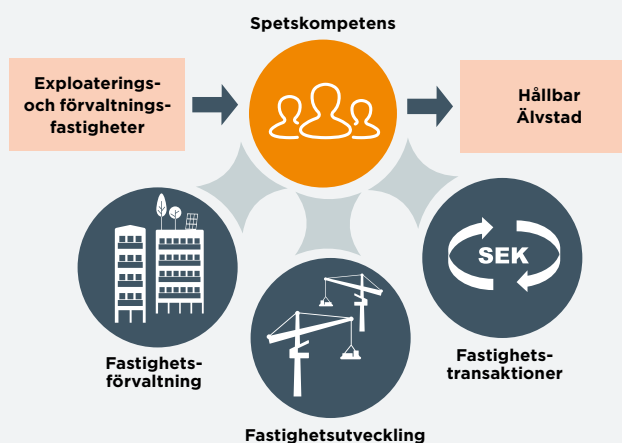 Spetskompetens
Exploaterings-
och förvaltnings-
fastigheter
Hållbar
Älvstad
SEK
Fastighets-
förvaltning
Fastighetsutveckling
Fastighets-
transaktioner